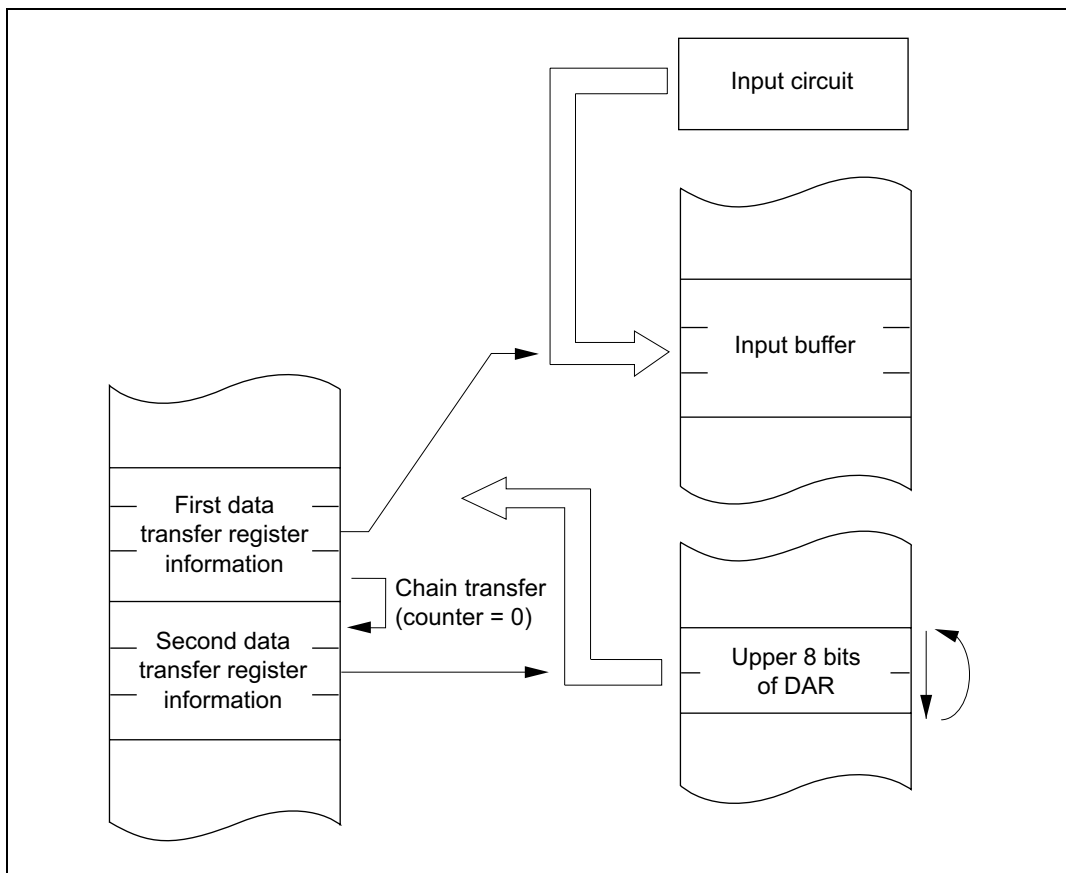 Input circuit
Input buffer
First data
transfer register
information
Chain transfer
(counter = 0)
Second data
transfer register
information
Upper 8 bits
of DAR